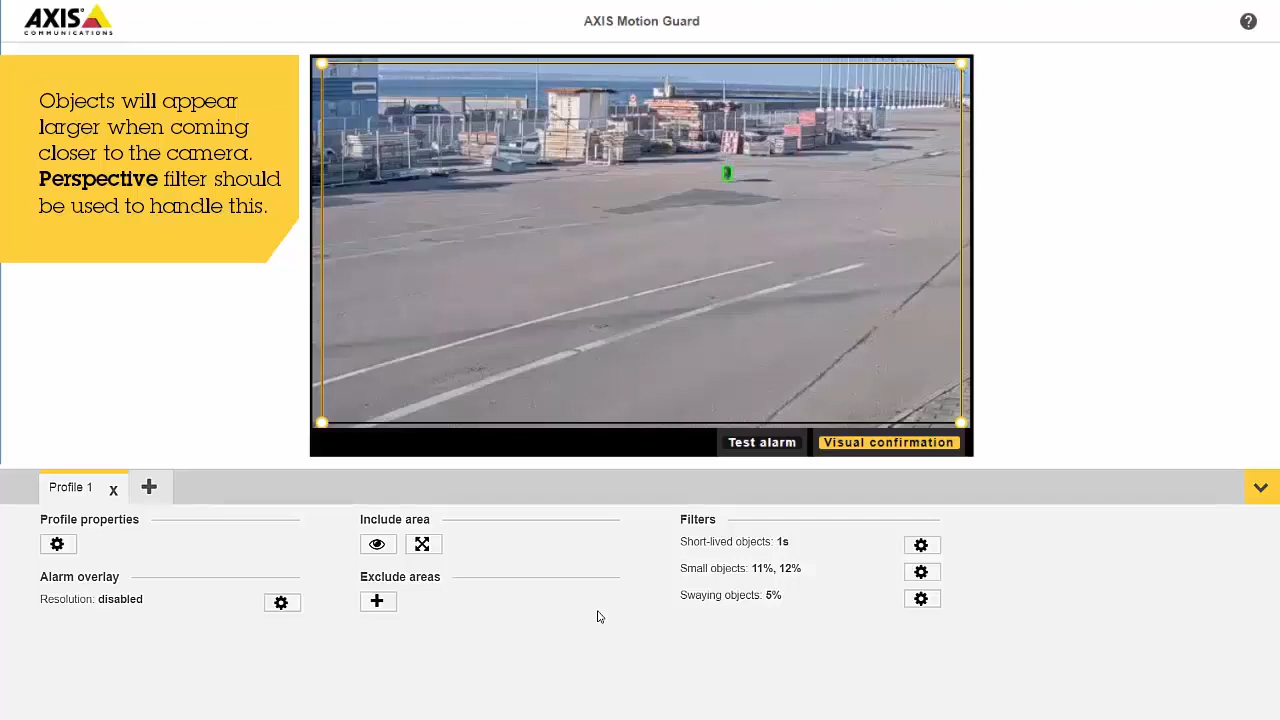 AXIS
COMMUNICATIONS
AXIS Motion Guard
?
Objects will appear
larger when coming
closer to the camera.
Perspective filter should
be used to handle this.
Test alarm
Visual confirmation
Profile 1
x
Profile properties
Include area
Filters
Short-lived objects: 1s
Alarm overlay
Exclude areas
Small objects: 11%, 12%
Resolution: disabled
Swaying objects: 5%